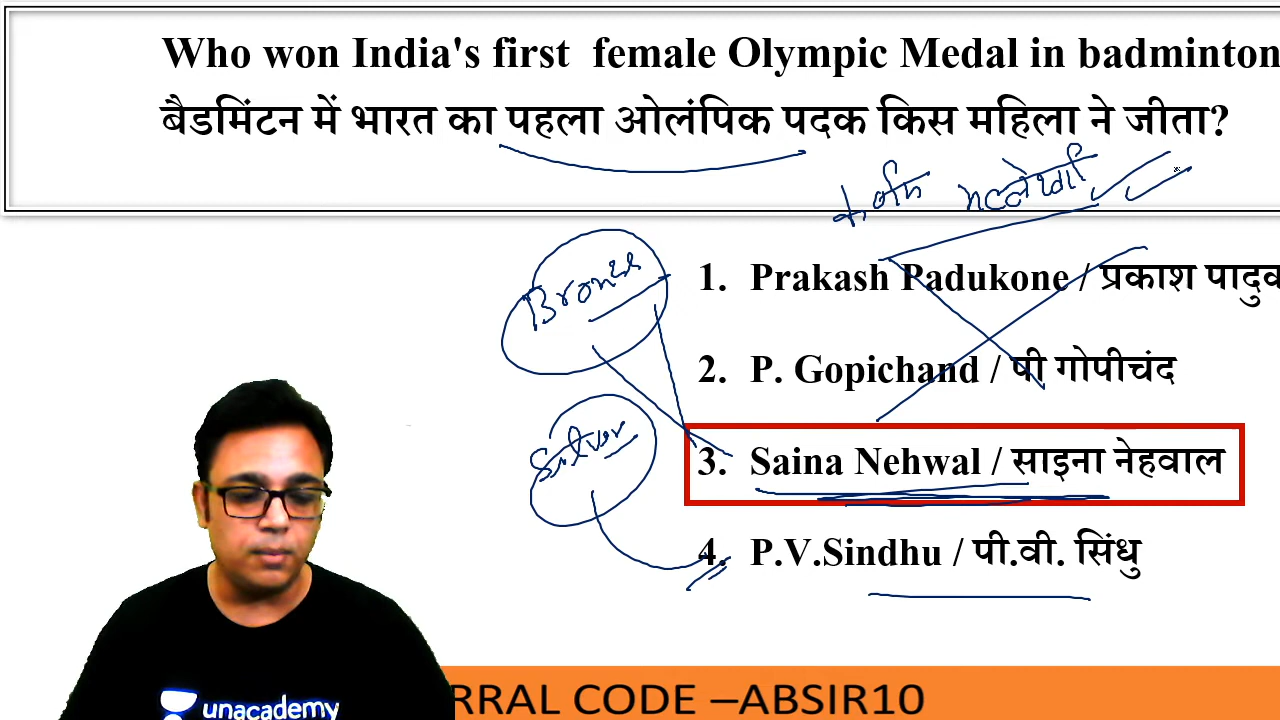 Who won India's first female Olympic Medal in badminton
बैडमिंटन में भारत का पहला ओलंपिक पदक किस महिला ने जीता?
Bronze
1. Prakash Padukone / प्रकाश पादुक
2. P. Gopichand / पी गोपीचंद
Silver
3. Saina Nehwal / साइना नेहवाल
4. P.V.Sindhu / पी.वी. सिंधु
RRAL CODE –ABSIR10
unacademy